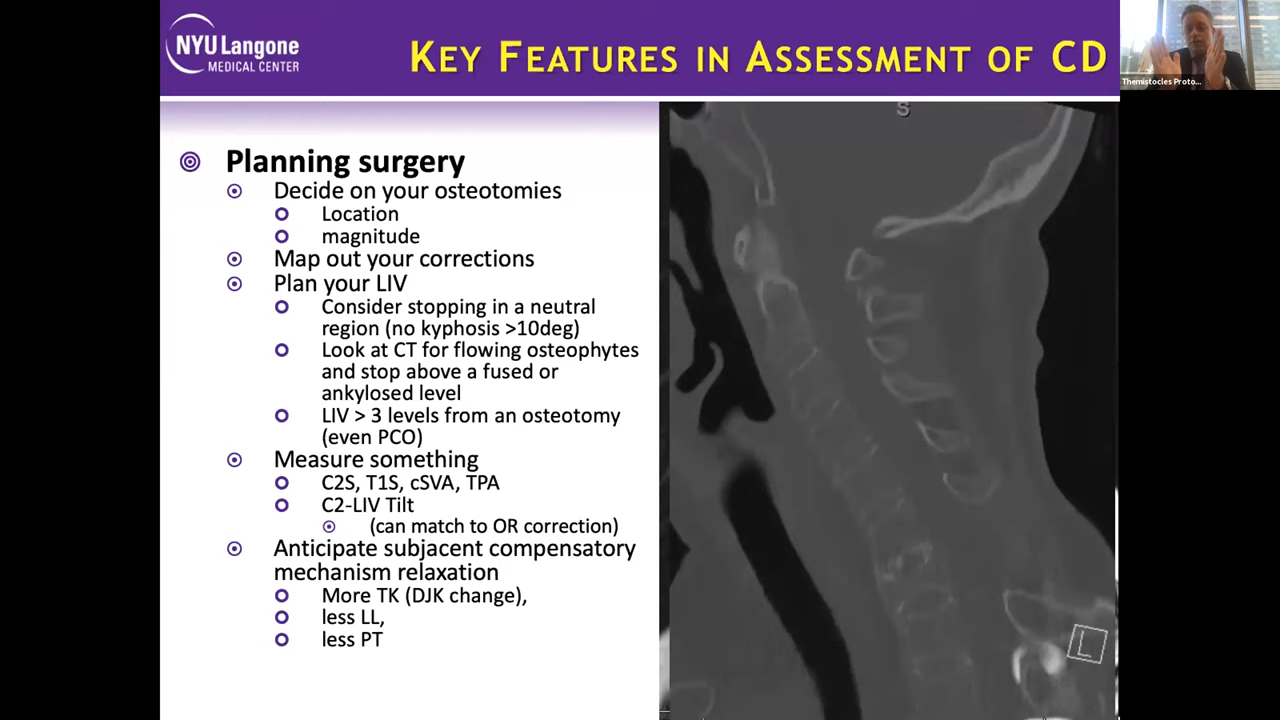 NYU Langone
MEDICAL CENTER
KEY FEATURES IN ASSESSMENT OF CD
Themistocles Proto...
Planning surgery
Decide on your osteotomies
Location
magnitude
Map out your corrections
Plan your LIV
Consider stopping in a neutral
region (no kyphosis >10deg)
Look at CT for flowing osteophytes
and stop above a fused or
ankylosed level
LIV > 3 levels from an osteotomy
(even PCO)
Measure something
C2S, T1S, cSVA, TPA
C2-LIV Tilt
(can match to OR correction)
Anticipate subjacent compensatory
mechanism relaxation
More TK (DJK change),
less LL,
less PT
S
L